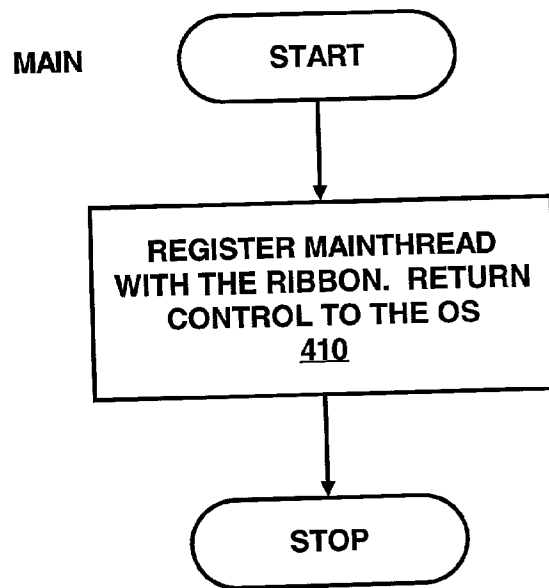 MAIN
START
REGISTER MAINTHREAD
WITH THE RIBBON. RETURN
CONTROL TO THE OS
410
STOP